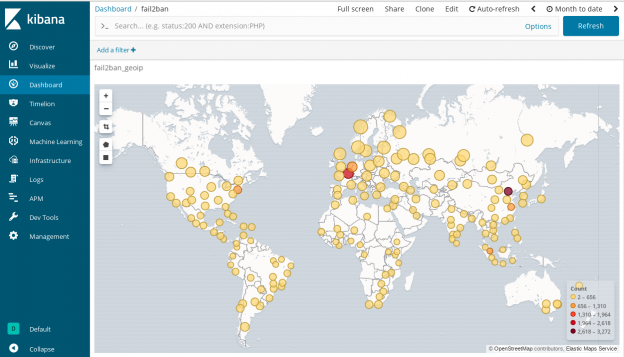 kibana
Discover
Visualize
Dashboard
Timelion
Canvas
Machine Learning
Infrastructure
Logs
APM
Dev Tools
Management
D Default
Collapse
Dashboard / fail2ban
Full screen Share Clone Edit Auto-refresh Month to date
>_ Search... (e.g. status:200 AND extension:PHP) Options Refresh
Add a filter +
fail2ban_geoip
+
−
Count
2 – 656
656 – 1,310
1,310 – 1,964
1,964 – 2,618
2,618 – 3,272
© OpenStreetMap contributors, Elastic Maps Service